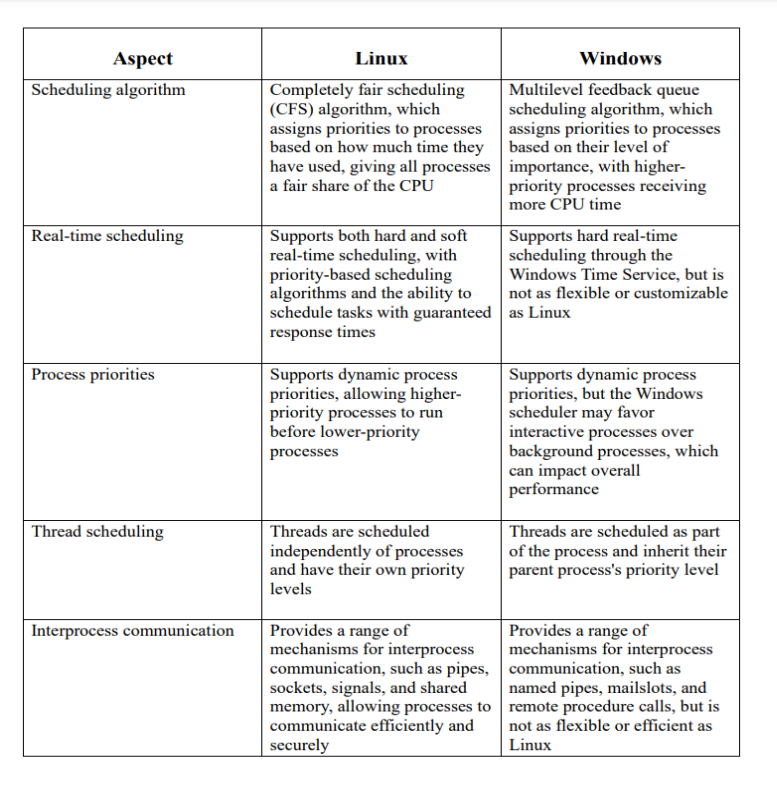 Aspect
Linux
Windows
Scheduling algorithm
Completely fair scheduling
(CFS) algorithm, which
assigns priorities to processes
based on how much time they
have used, giving all processes
a fair share of the CPU
Multilevel feedback queue
scheduling algorithm, which
assigns priorities to processes
based on their level of
importance, with higher-
priority processes receiving
more CPU time
Real-time scheduling
Supports both hard and soft
real-time scheduling, with
priority-based scheduling
algorithms and the ability to
schedule tasks with guaranteed
response times
Supports hard real-time
scheduling through the
Windows Time Service, but is
not as flexible or customizable
as Linux
Process priorities
Supports dynamic process
priorities, allowing higher-
priority processes to run
before lower-priority
processes
Supports dynamic process
priorities, but the Windows
scheduler may favor
interactive processes over
background processes, which
can impact overall
performance
Thread scheduling
Threads are scheduled
independently of processes
and have their own priority
levels
Threads are scheduled as part
of the process and inherit their
parent process's priority level
Interprocess communication
Provides a range of
mechanisms for interprocess
communication, such as pipes,
sockets, signals, and shared
memory, allowing processes to
communicate efficiently and
securely
Provides a range of
mechanisms for interprocess
communication, such as
named pipes, mailslots, and
remote procedure calls, but is
not as flexible or efficient as
Linux